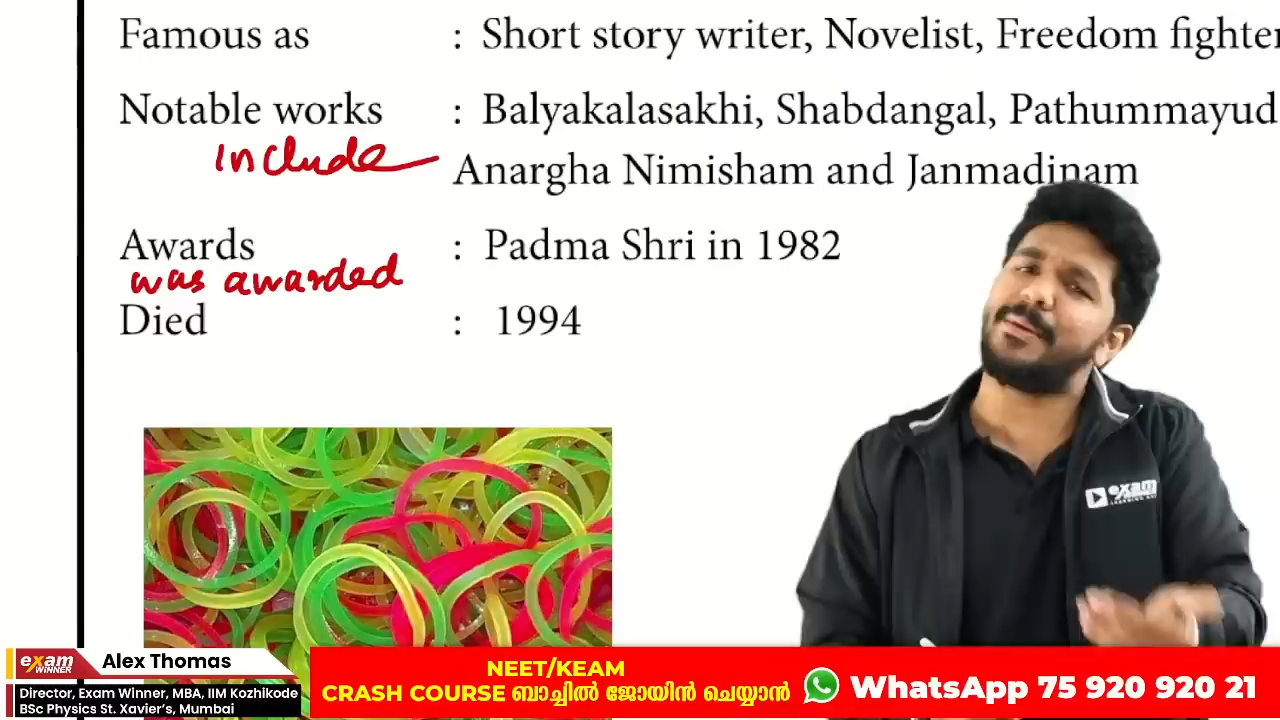 Famous as : Short story writer, Novelist, Freedom fighter
Notable works : Balyakalasakhi, Shabdangal, Pathummayud
include
Anargha Nimisham and Janmadinam
Awards : Padma Shri in 1982
was awarded
Died : 1994
exam
exam WINNER
Alex Thomas
Director, Exam Winner, MBA, IIM Kozhikode
BSc Physics St. Xavier's, Mumbai
NEET/KEAM
CRASH COURSE ബാച്ചിൽ ജോയിൻ ചെയ്യാൻ
WhatsApp 75 920 920 21